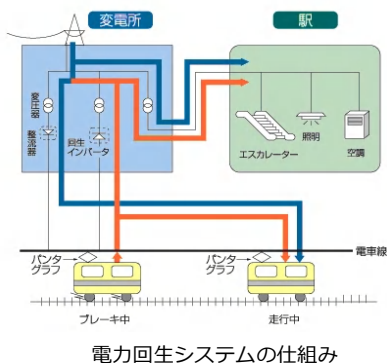 変電所
駅
変圧器
整流器
回生
インバータ
エスカレーター
照明
空調
電車線
パンタ
グラフ
パンタ
グラフ
ブレーキ中
走行中
電力回生システムの仕組み